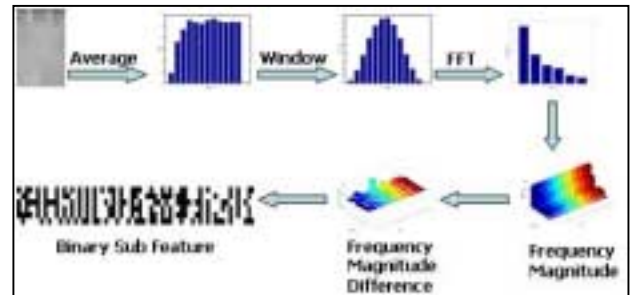 Average
Window
FFT
Binary Sub Feature
Frequency
Magnitude
Difference
Frequency
Magnitude